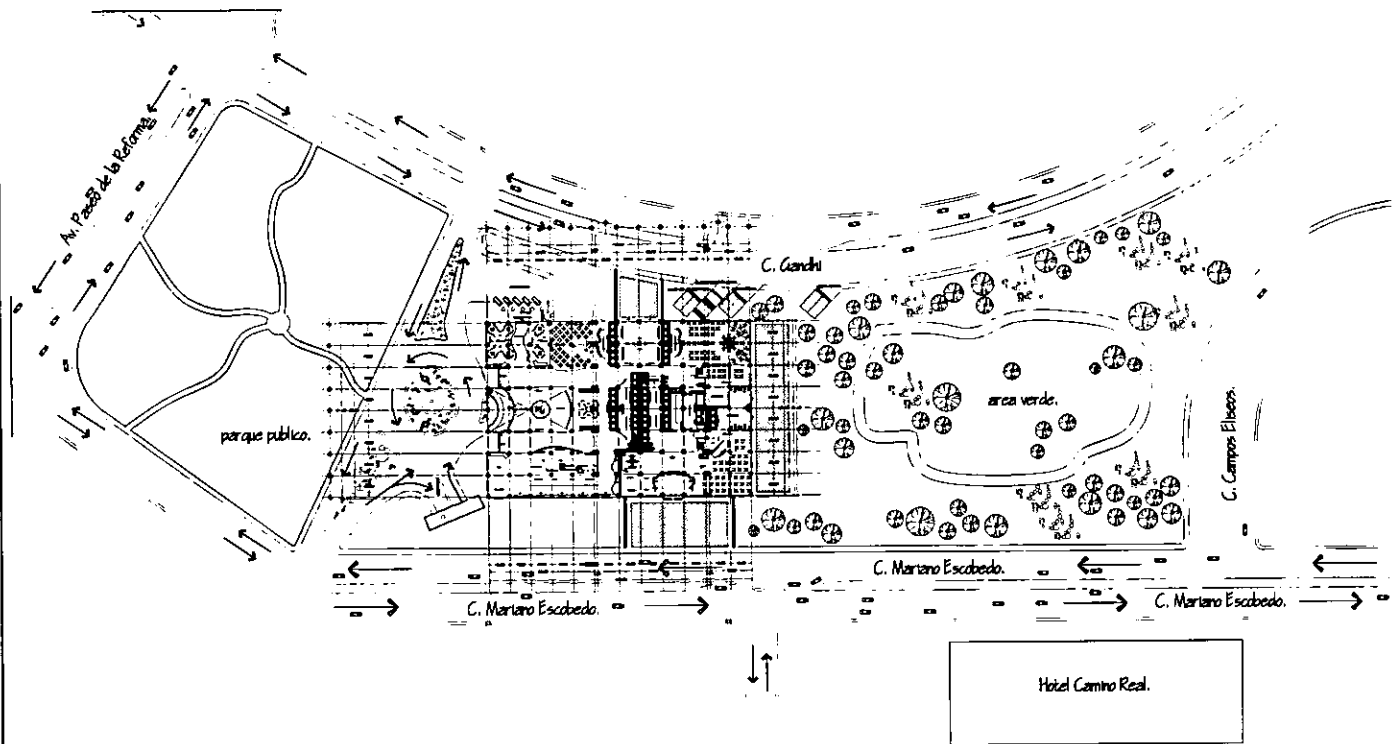 Av. Paseo de la Reforma.
C. Gandhi
parque publico.
area verde.
C. Campos Eliseos.
C. Mariano Escobedo.
C. Mariano Escobedo.
C. Mariano Escobedo.
Hotel Camino Real.